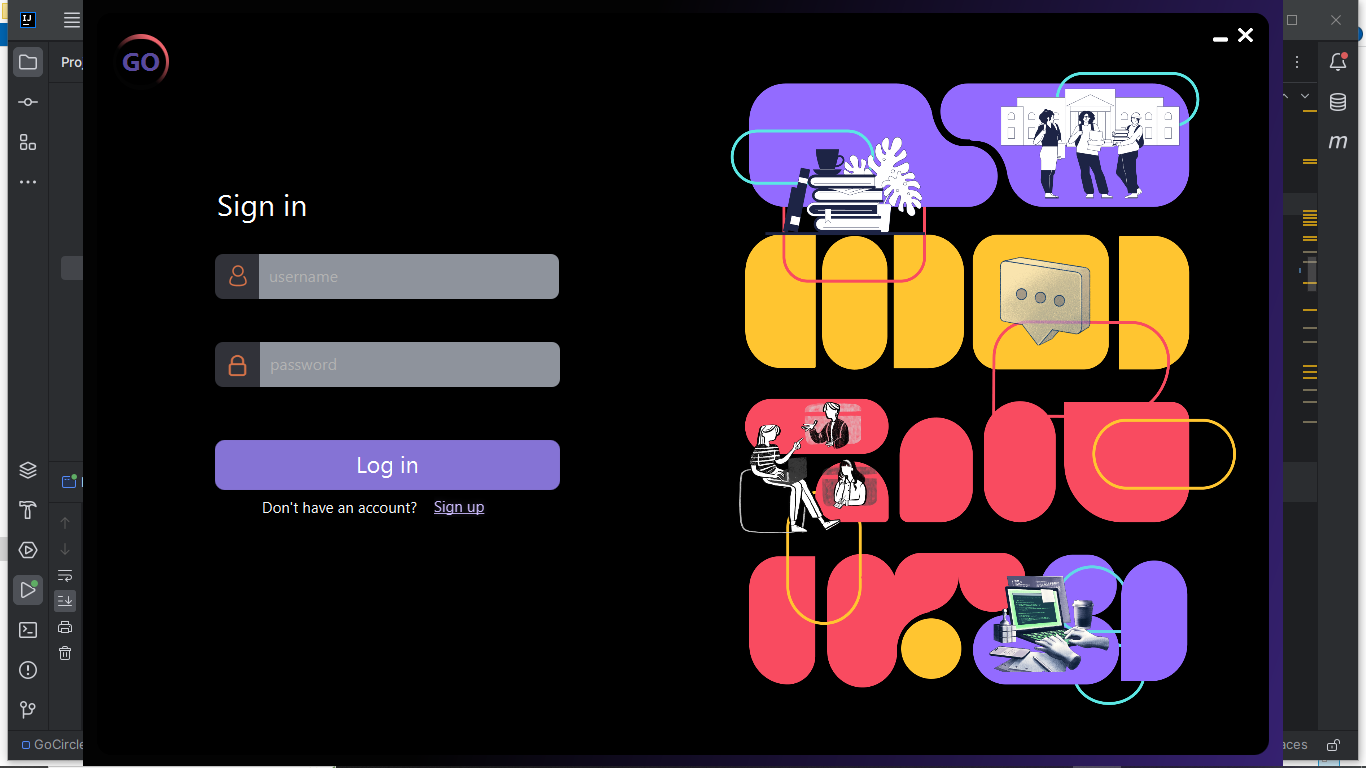 IJ
Proj
GO
Sign in
username
password
Log in
Don't have an account?
Sign up
m
GoCircle
aces